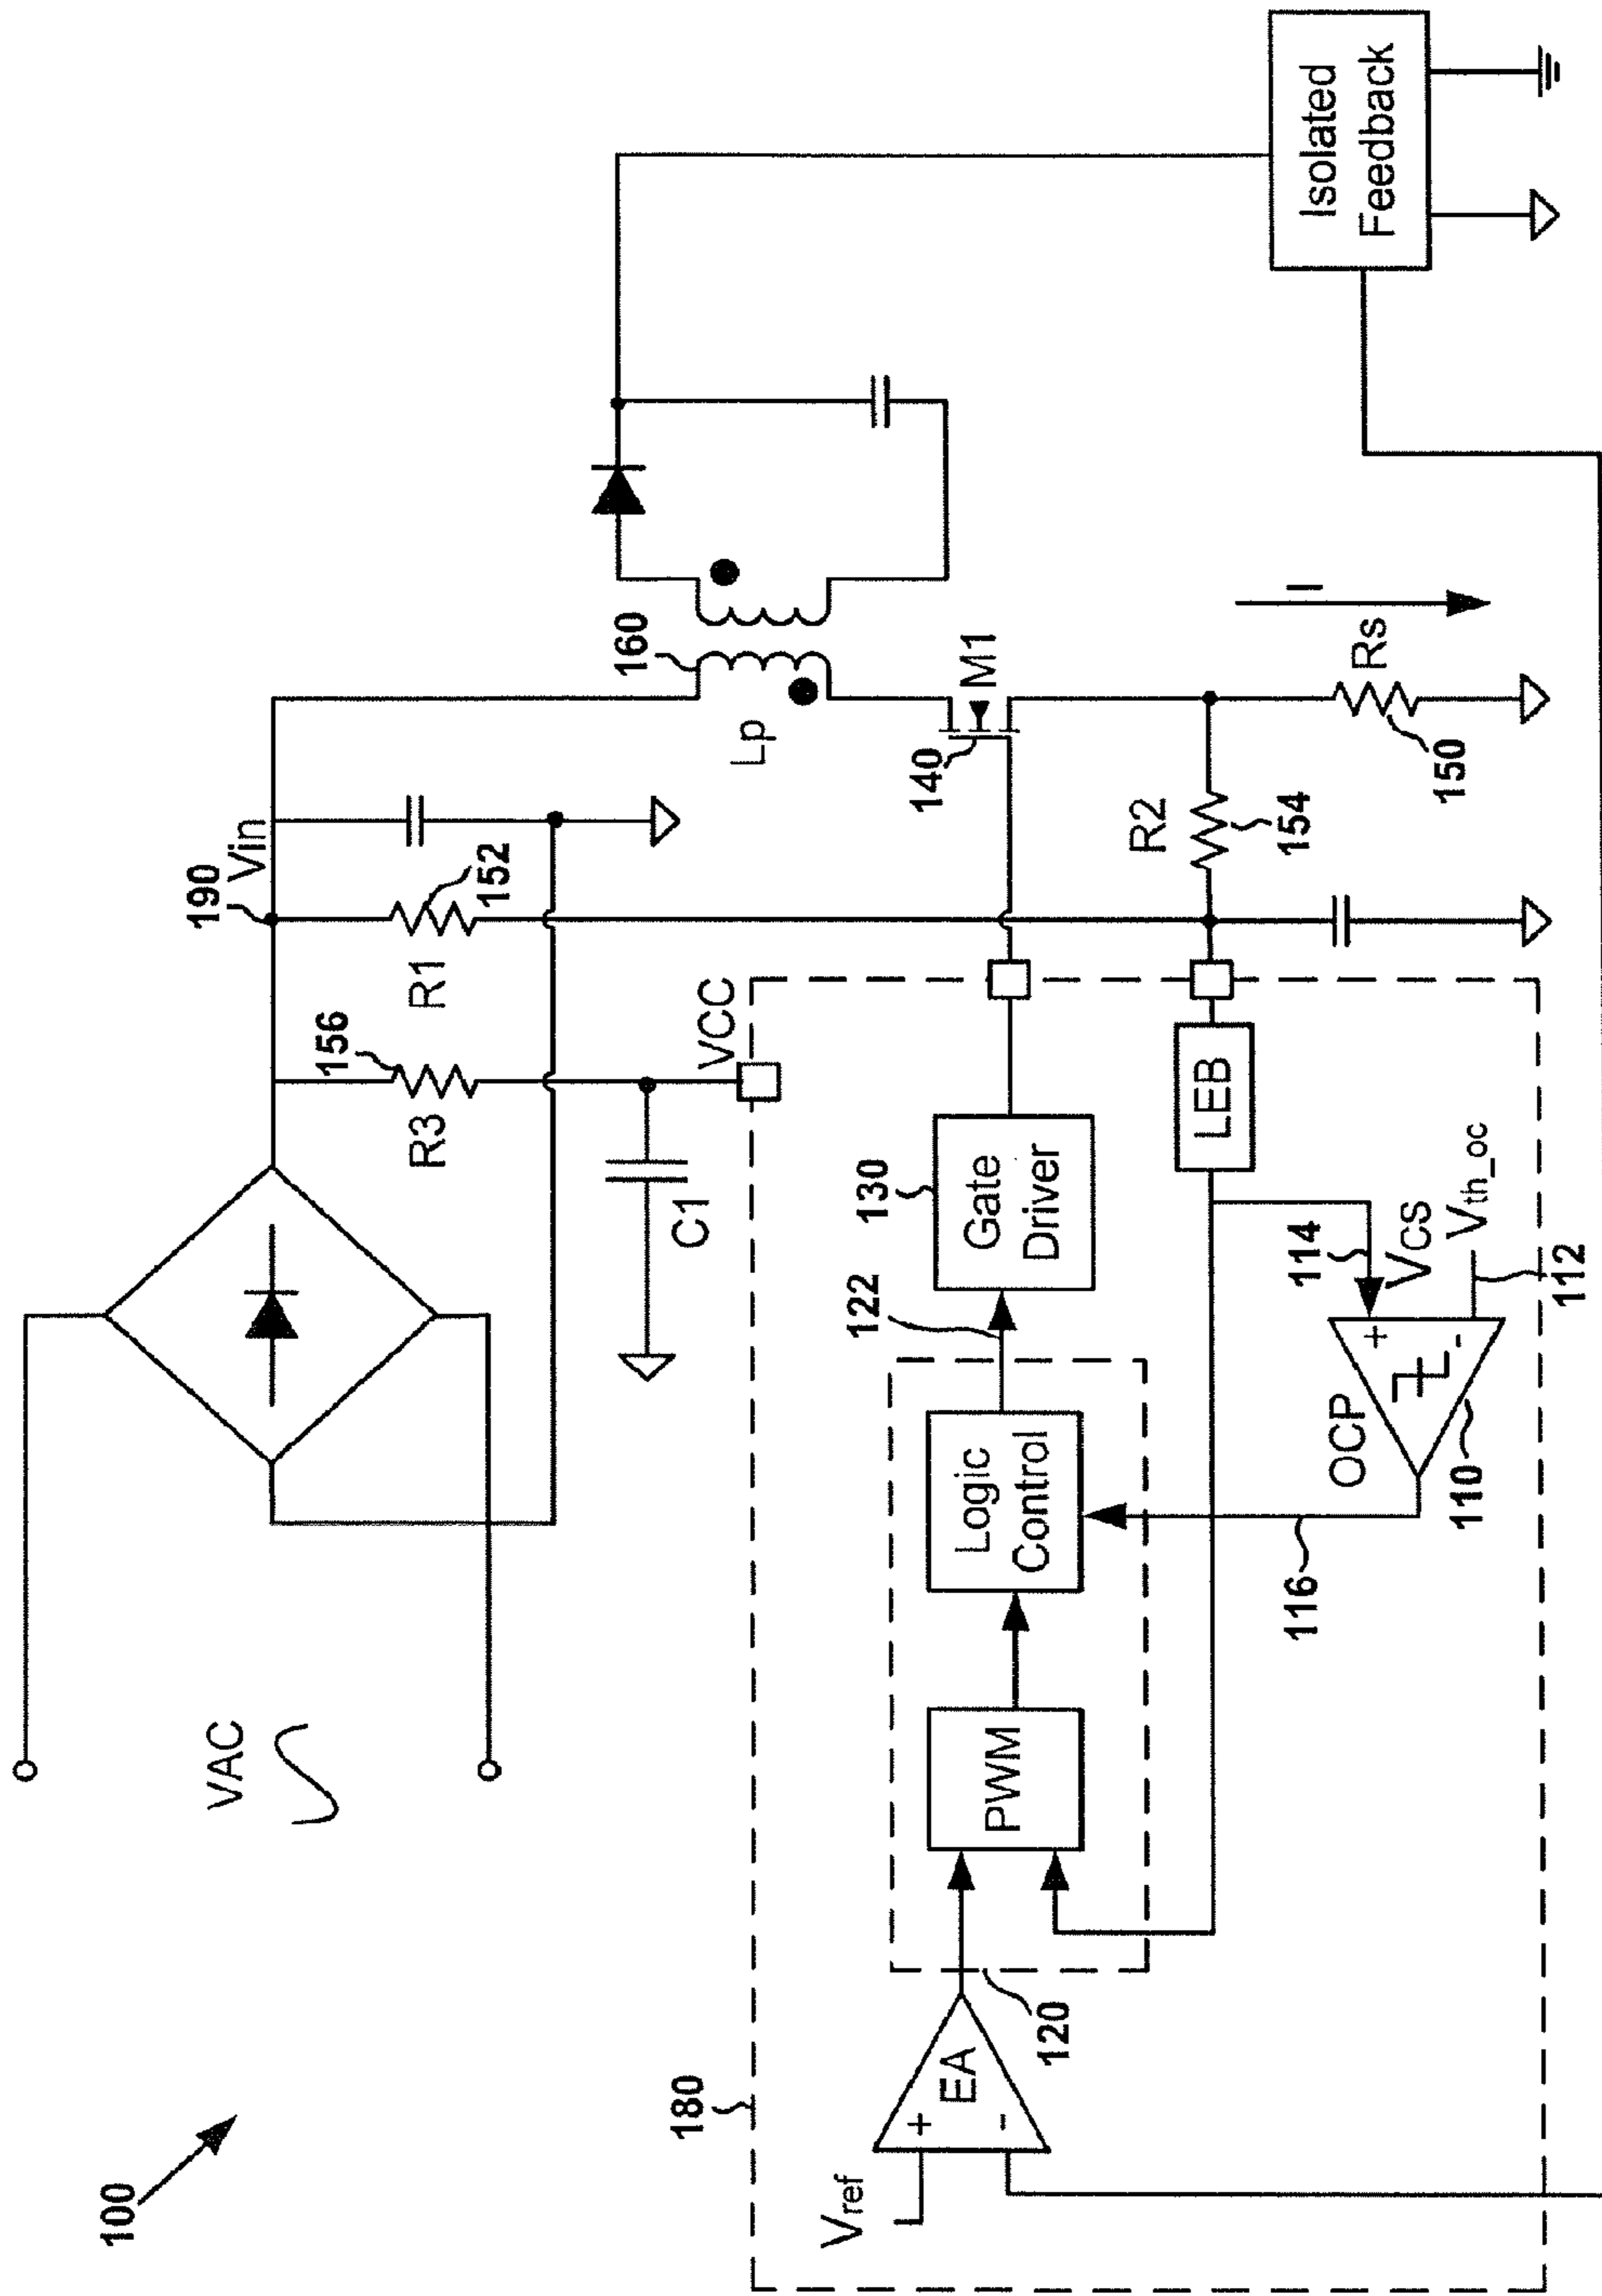 100
VAC
190
Vin
156
R3
R1
152
C1
VCC
160
Lp
140
M1
R2
154
150
Rs
I
Isolated
Feedback
180
Vref
+
-
EA
120
PWM
Logic
Control
122
130
Gate
Driver
LEB
114
VCS
Vth_oc
112
+
-
OCP
110
116